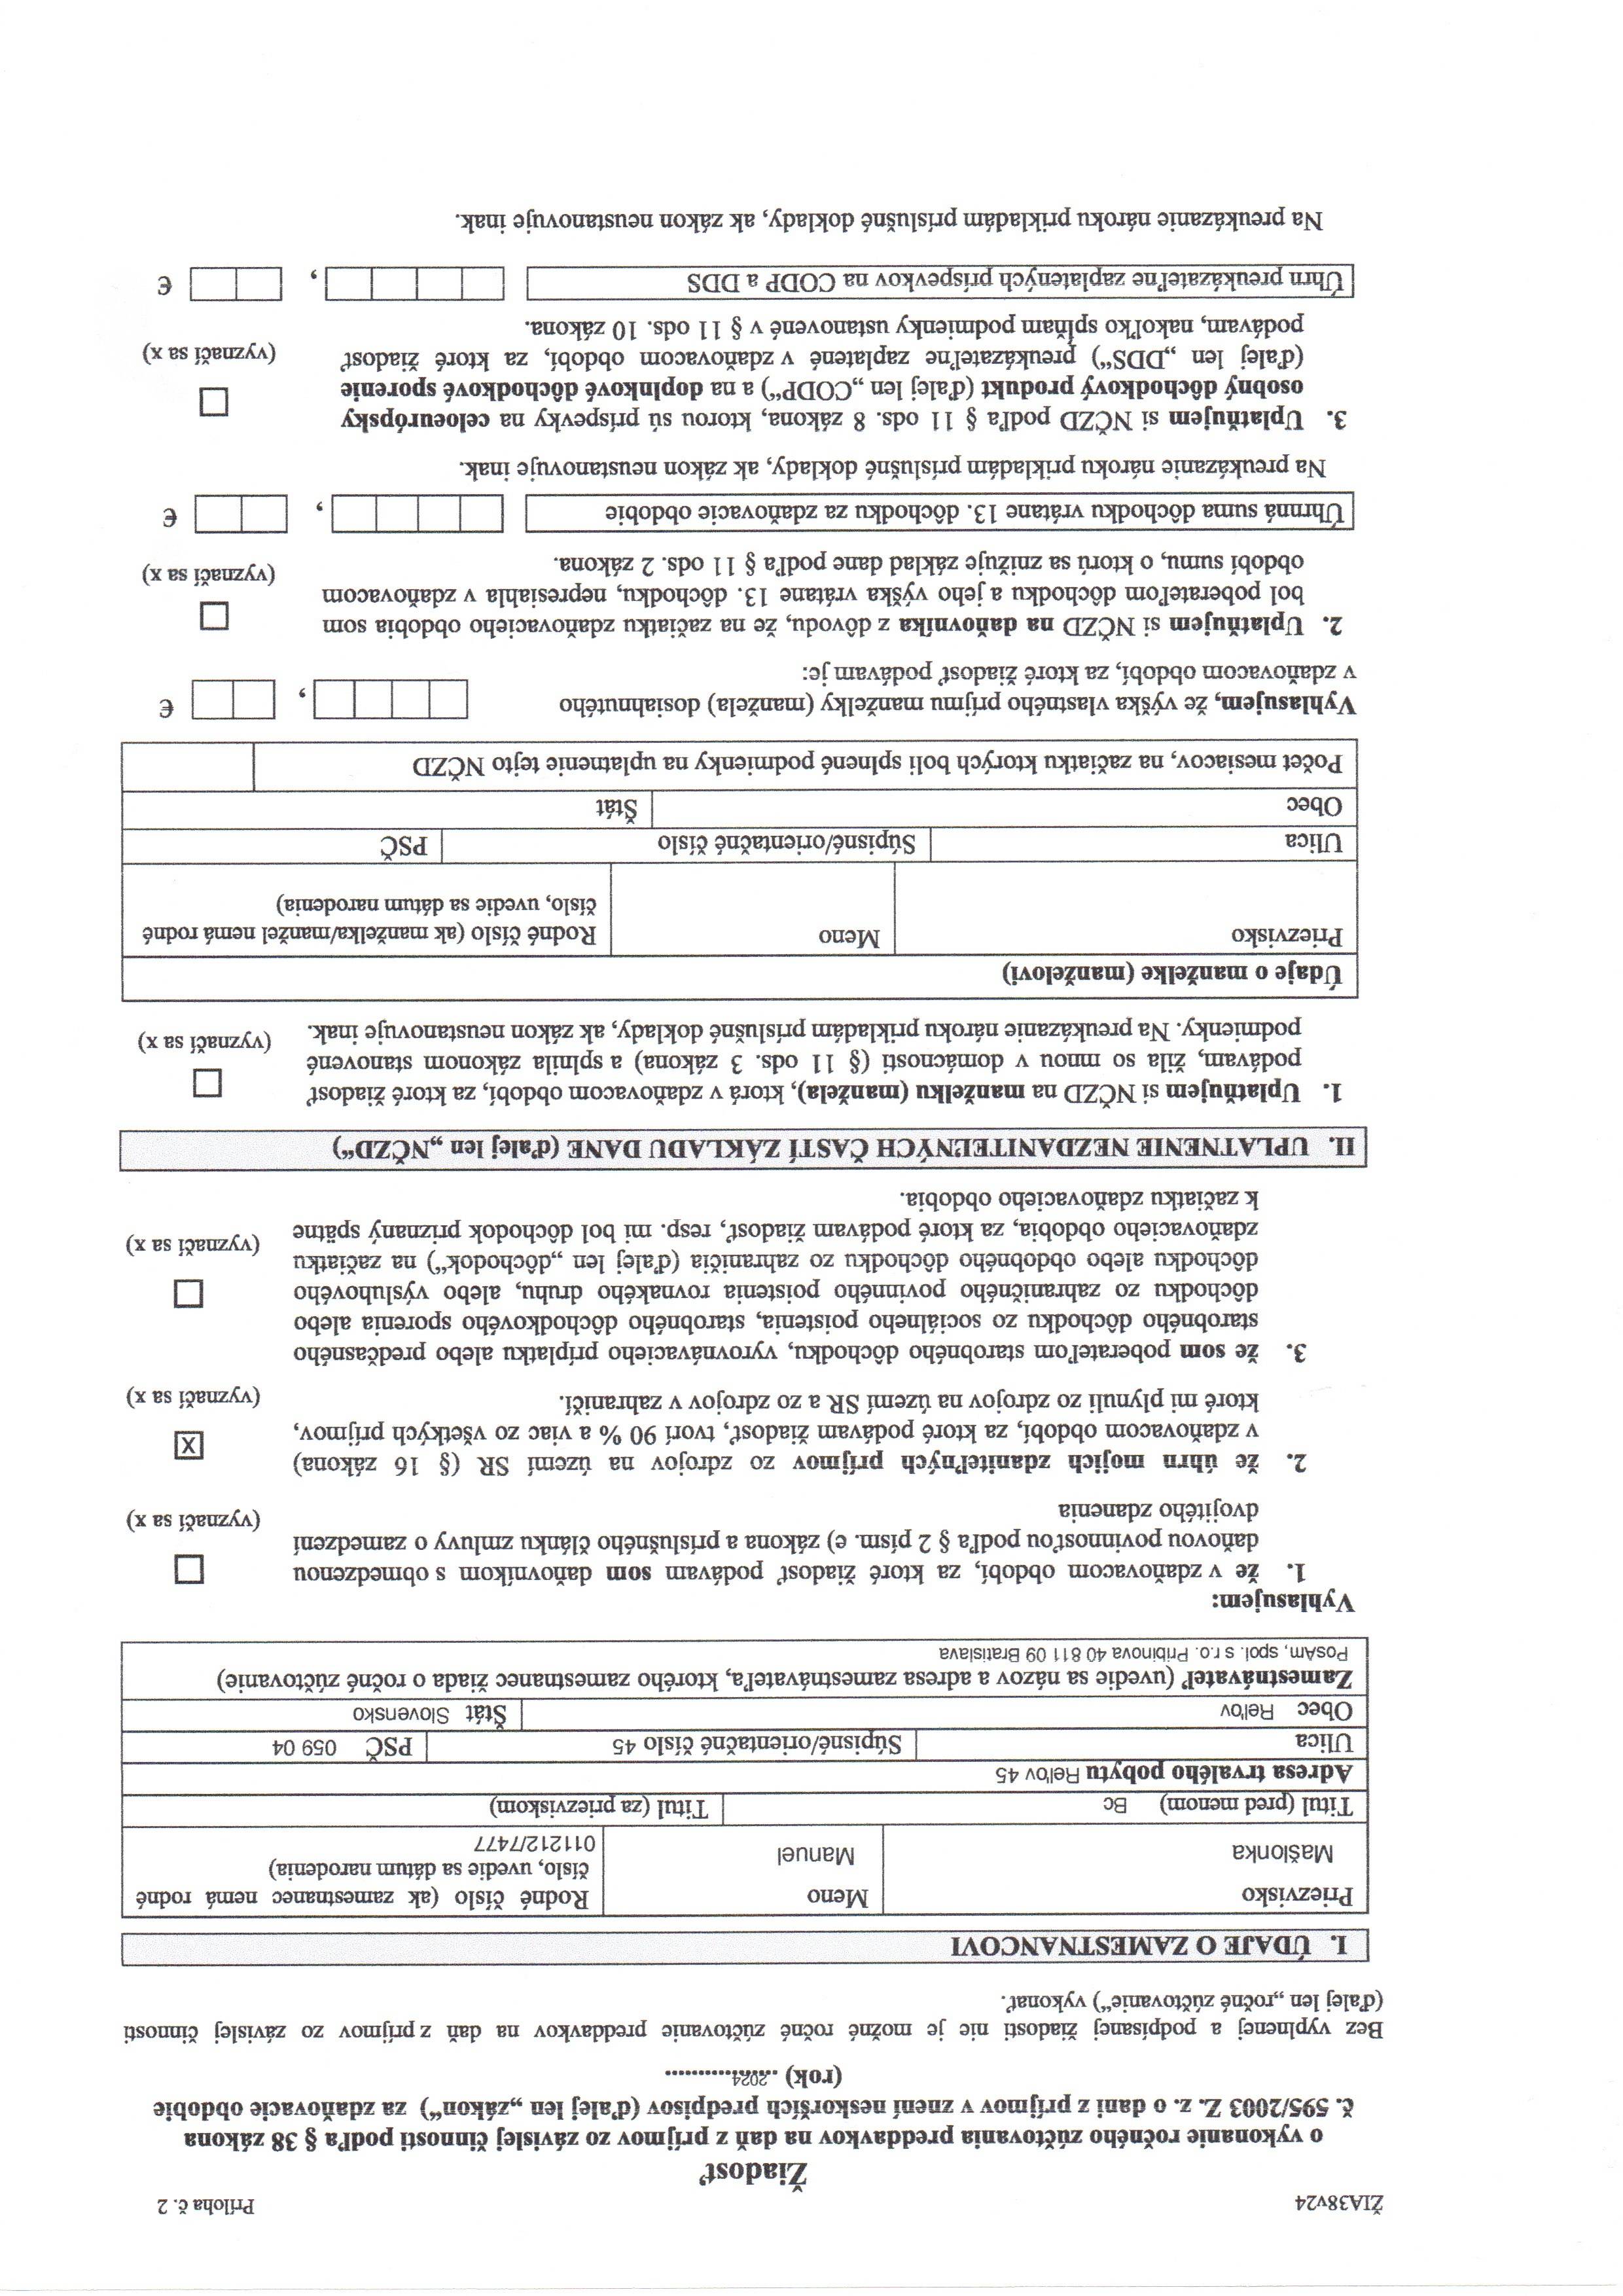 ŽIA38v24 Príloha č. 2
Žiadosť
o vykonanie ročného zúčtovania preddavkov na daň z príjmov zo závislej činnosti podľa § 38 zákona
č. 595/2003 Z. z. o dani z príjmov v znení neskorších predpisov (ďalej len „zákon“) za zdaňovacie obdobie
(rok) ..2024............
Bez vyplnenej a podpísanej žiadosti nie je možné ročné zúčtovanie preddavkov na daň z príjmov zo závislej činnosti
(ďalej len „ročné zúčtovanie“) vykonať.
I. ÚDAJE O ZAMESTNANCOVI
Priezvisko Meno Rodné číslo (ak zamestnanec nemá rodné
číslo, uvedie sa dátum narodenia)
Mašlonka Manuel 011212/7477
Titul (pred menom) Bc Titul (za priezviskom)
Adresa trvalého pobytu Reľov 45
Ulica Súpisné/orientačné číslo 45 PSČ 059 04
Obec Reľov Štát Slovensko
Zamestnávateľ (uvedie sa názov a adresa zamestnávateľa, ktorého zamestnanec žiada o ročné zúčtovanie)
PosAm, spol. s r.o. Pribinova 40 811 09 Bratislava
Vyhlasujem:
1. že v zdaňovacom období, za ktoré žiadosť podávam som daňovníkom s obmedzenou
daňovou povinnosťou podľa § 2 písm. e) zákona a príslušného článku zmluvy o zamedzení
dvojitého zdanenia
(vyznačí sa x)
2. že úhrn mojich zdaniteľných príjmov zo zdrojov na území SR (§ 16 zákona)
v zdaňovacom období, za ktoré podávam žiadosť, tvorí 90 % a viac zo všetkých príjmov,
ktoré mi plynuli zo zdrojov na území SR a zo zdrojov v zahraničí.
X
(vyznačí sa x)
3. že som poberateľom starobného dôchodku, vyrovnávacieho príplatku alebo predčasného
starobného dôchodku zo sociálneho poistenia, starobného dôchodkového sporenia alebo
dôchodku zo zahraničného povinného poistenia rovnakého druhu, alebo výsluhového
dôchodku alebo obdobného dôchodku zo zahraničia (ďalej len „dôchodok“) na začiatku
zdaňovacieho obdobia, za ktoré podávam žiadosť, resp. mi bol dôchodok priznaný spätne
k začiatku zdaňovacieho obdobia.
(vyznačí sa x)
II. UPLATNENIE NEZDANITEĽNÝCH ČASTÍ ZÁKLADU DANE (ďalej len „NČZD“)
1. Uplatňujem si NČZD na manželku (manžela), ktorá v zdaňovacom období, za ktoré žiadosť
podávam, žila so mnou v domácnosti (§ 11 ods. 3 zákona) a splnila zákonom stanovené
podmienky. Na preukázanie nároku prikladám príslušné doklady, ak zákon neustanovuje inak.
(vyznačí sa x)
Údaje o manželke (manželovi)
Priezvisko Meno Rodné číslo (ak manželka/manžel nemá rodné
číslo, uvedie sa dátum narodenia)
Ulica Súpisné/orientačné číslo PSČ
Obec Štát
Počet mesiacov, na začiatku ktorých boli splnené podmienky na uplatnenie tejto NČZD
Vyhlasujem, že výška vlastného príjmu manželky (manžela) dosiahnutého
v zdaňovacom období, za ktoré žiadosť podávam je: , €
2. Uplatňujem si NČZD na daňovníka z dôvodu, že na začiatku zdaňovacieho obdobia som
bol poberateľom dôchodku a jeho výška vrátane 13. dôchodku, nepresiahla v zdaňovacom
období sumu, o ktorú sa znižuje základ dane podľa § 11 ods. 2 zákona.
(vyznačí sa x)
Úhrnná suma dôchodku vrátane 13. dôchodku za zdaňovacie obdobie , €
Na preukázanie nároku prikladám príslušné doklady, ak zákon neustanovuje inak.
3. Uplatňujem si NČZD podľa § 11 ods. 8 zákona, ktorou sú príspevky na celoeurópsky
osobný dôchodkový produkt (ďalej len „CODP“) a na doplnkové dôchodkové sporenie
(ďalej len „DDS“) preukázateľne zaplatené v zdaňovacom období, za ktoré žiadosť
podávam, nakoľko spĺňam podmienky ustanovené v § 11 ods. 10 zákona.
(vyznačí sa x)
Úhrn preukázateľne zaplatených príspevkov na CODP a DDS , €
Na preukázanie nároku prikladám príslušné doklady, ak zákon neustanovuje inak.